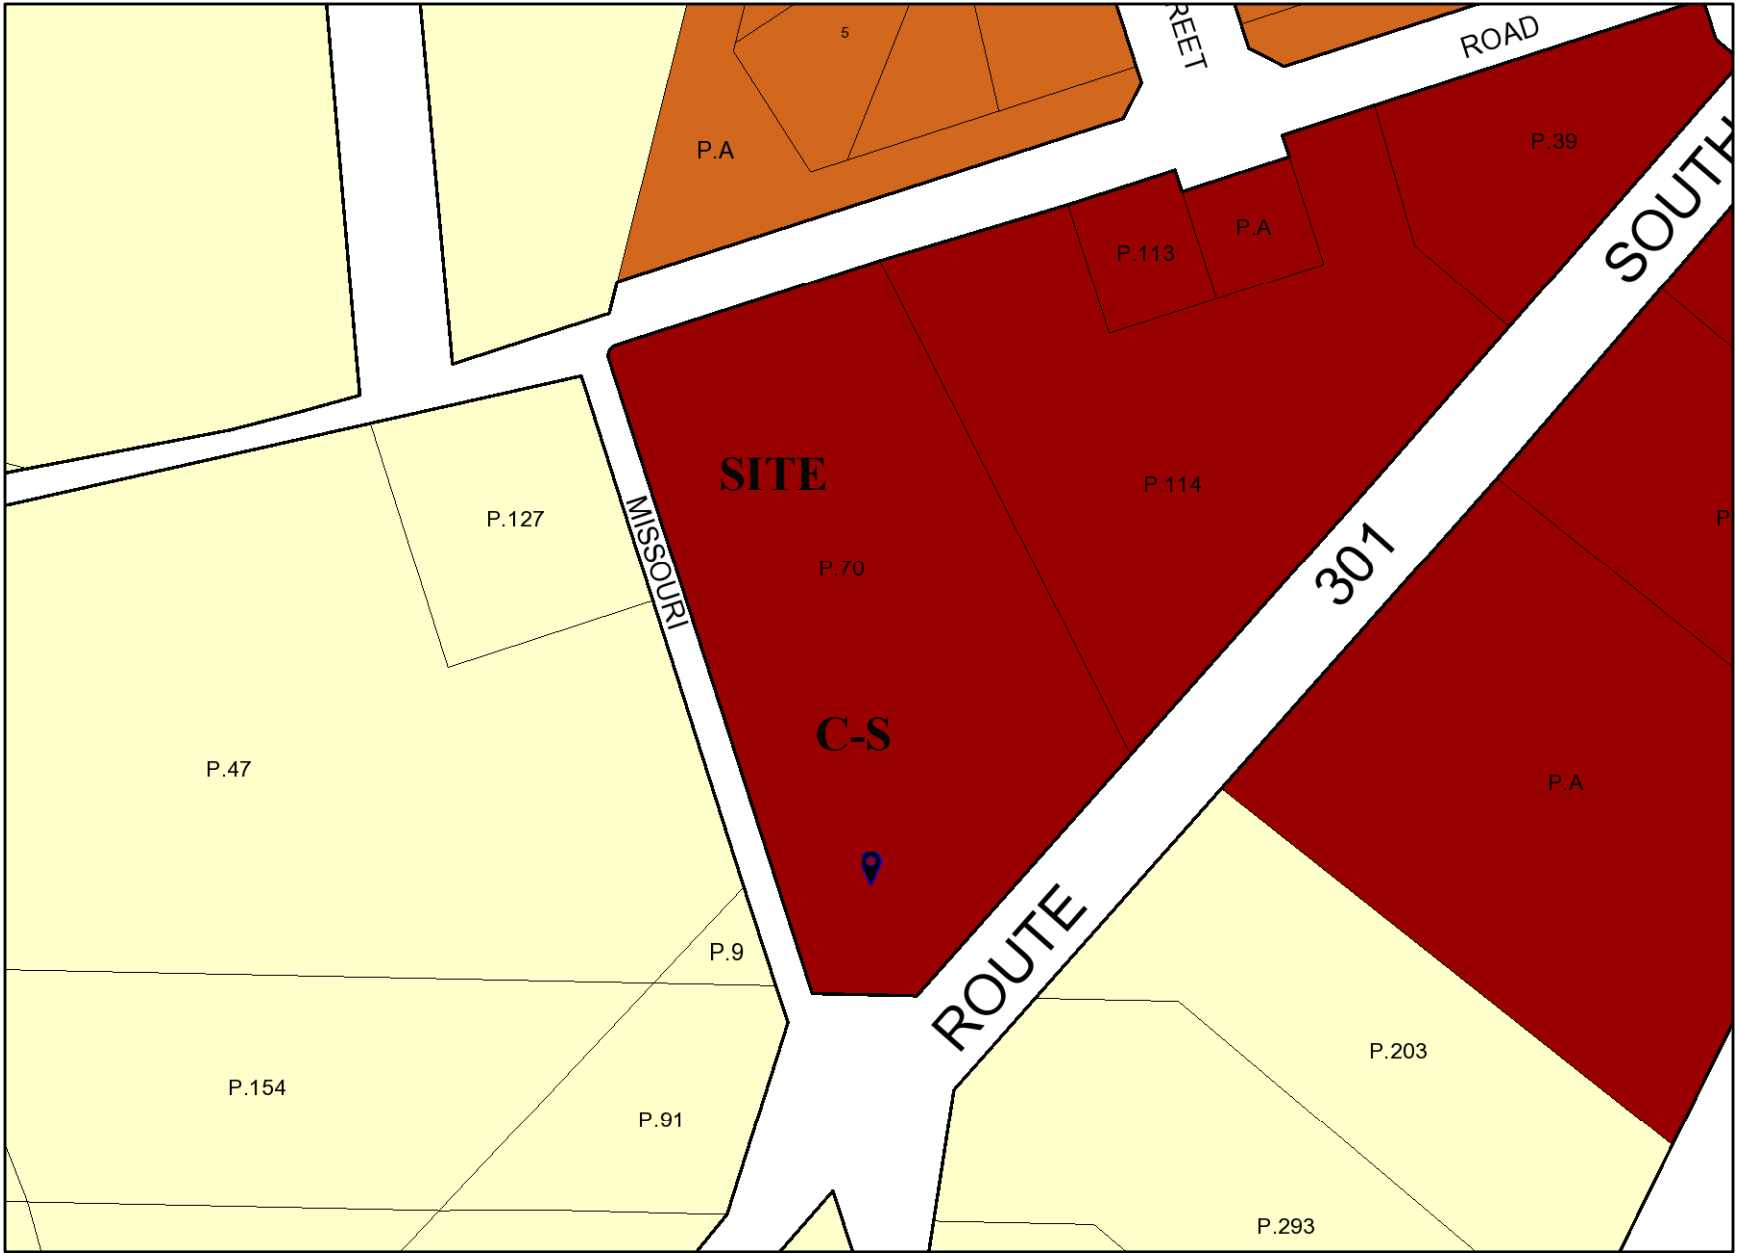 5
REET
ROAD
P.A
P.39
SOUTH
P.113
P.A
SITE
P.114
P.127
MISSOURI
301
P
P.70
C-S
P.47
P.A
P.9
ROUTE
P.203
P.154
P.91
P.293